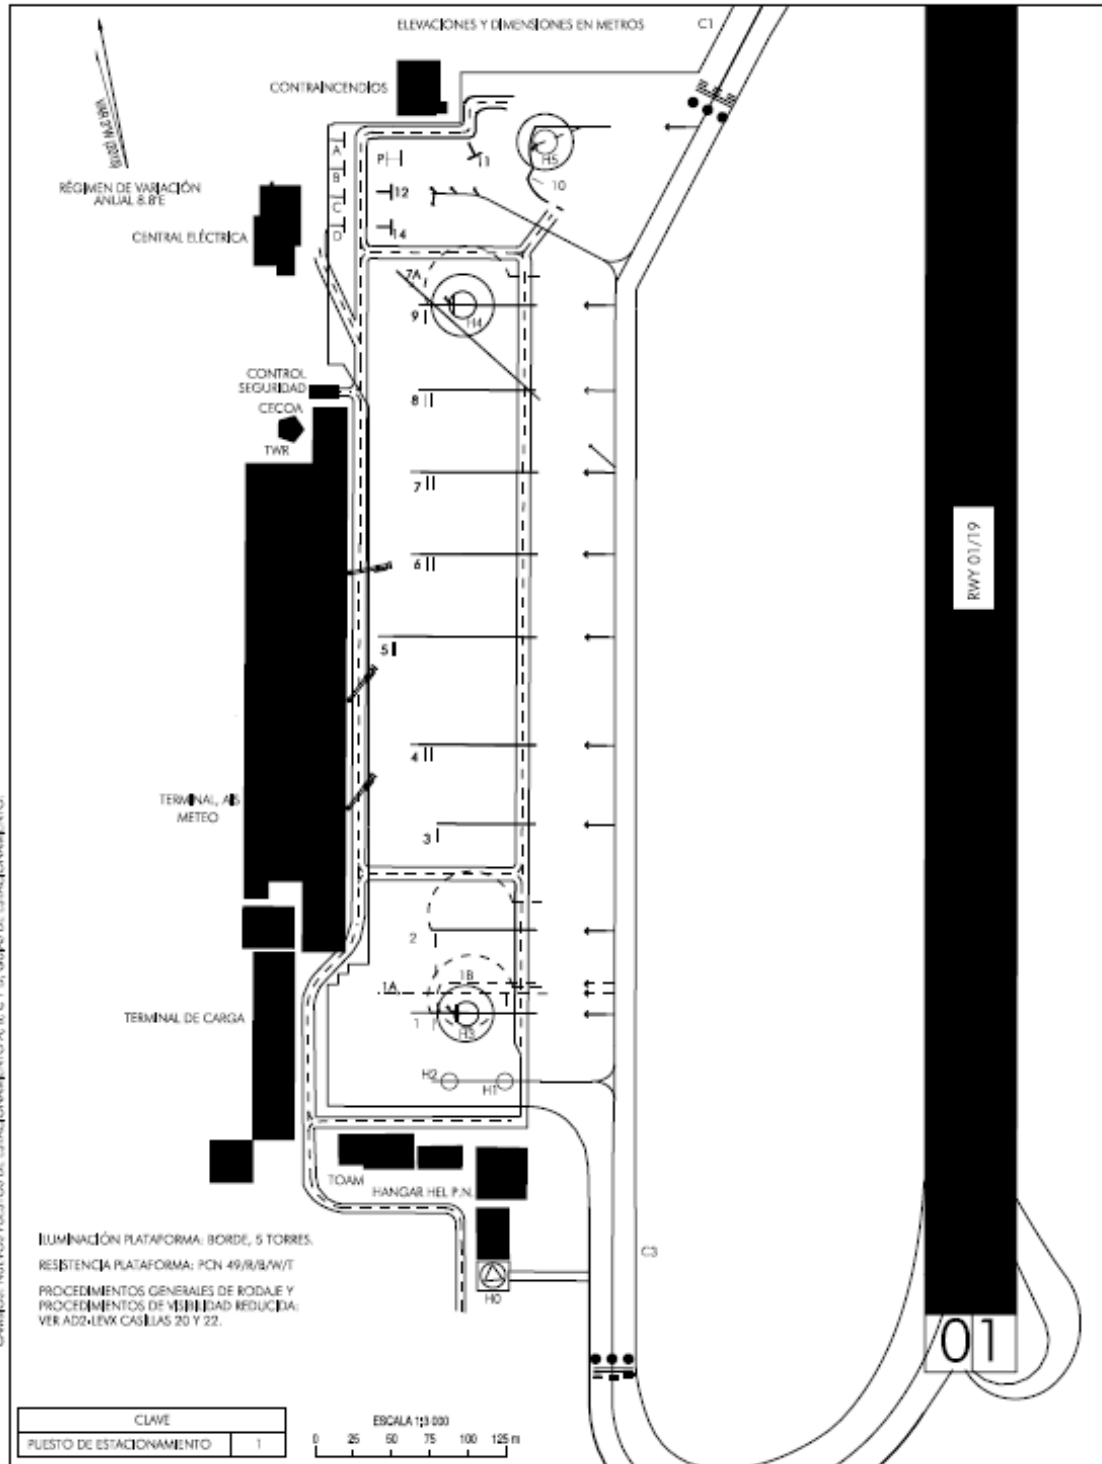 ELEVACIONES Y DIMENSIONES EN METROS
C1
CONTRAINCENDIOS
VAR 2°W (2015)
RÉGIMEN DE VARIACIÓN
ANUAL 8.8'E
A
B
C
D
P
11
H5
12
10
14
CENTRAL ELÉCTRICA
7A
9
H4
CONTROL
SEGURIDAD
8
CECOA
TWR
7
RWY 01/19
6
5
4
TERMINAL, AIS
METEO
3
2
1B
1A
TERMINAL DE CARGA
1
H3
H2
H1
TOAM
HANGAR HEL P.N.
ILUMINACIÓN PLATAFORMA: BORDE, 5 TORRES.
C3
RESISTENCIA PLATAFORMA: PCN 49/R/B/W/T
PROCEDIMIENTOS GENERALES DE RODAJE Y
PROCEDIMIENTOS DE VISIBILIDAD REDUCIDA:
VER AD2-LEVX CASILLAS 20 Y 22.
H0
01
CLAVE
PUESTO DE ESTACIONAMIENTO 1
ESCALA 1:3 000
0 25 50 75 100 125 m